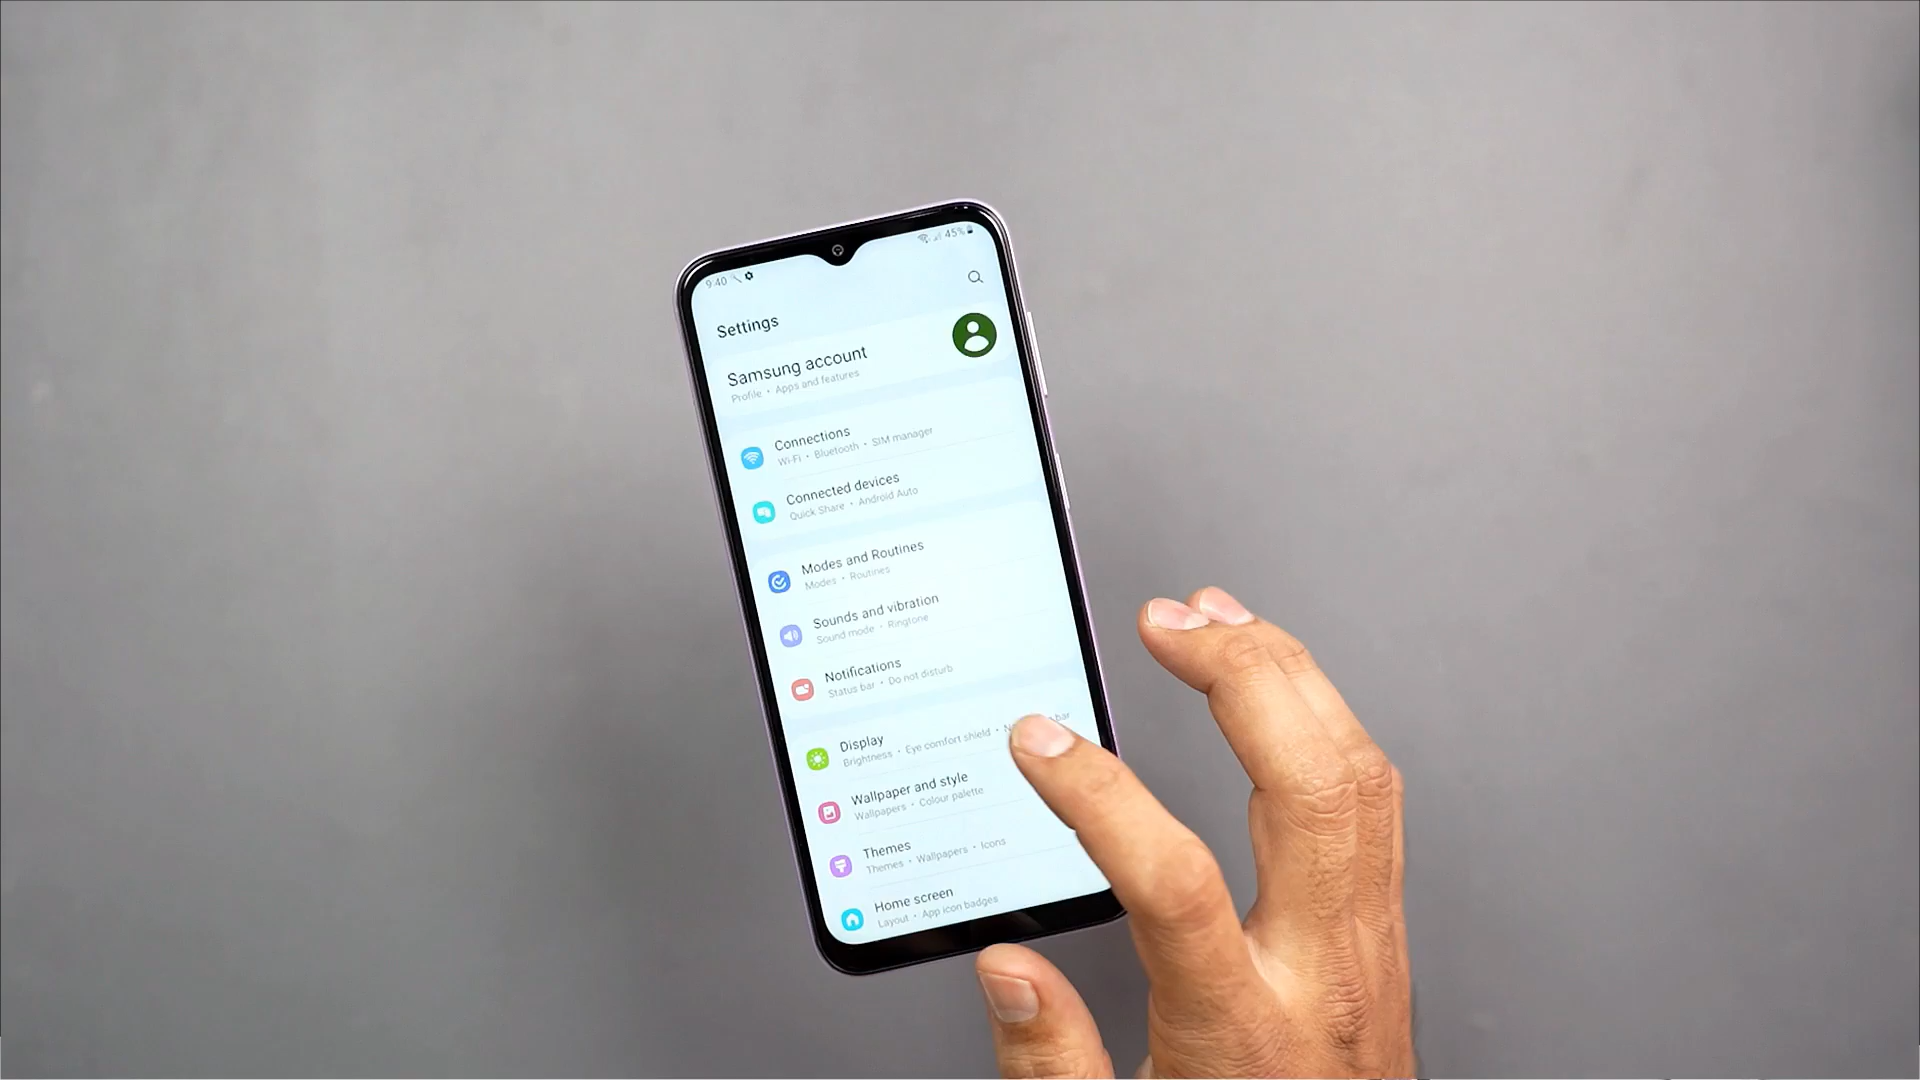 9:40
45%
Settings
Samsung account
Profile • Apps and features
Connections
Wi-Fi • Bluetooth • SIM manager
Connected devices
Quick Share • Android Auto
Modes and Routines
Modes • Routines
Sounds and vibration
Sound mode • Ringtone
Notifications
Status bar • Do not disturb
Display
Brightness • Eye comfort shield • bar
Wallpaper and style
Wallpapers • Colour palette
Themes
Themes • Wallpapers • Icons
Home screen
Layout • App icon badges